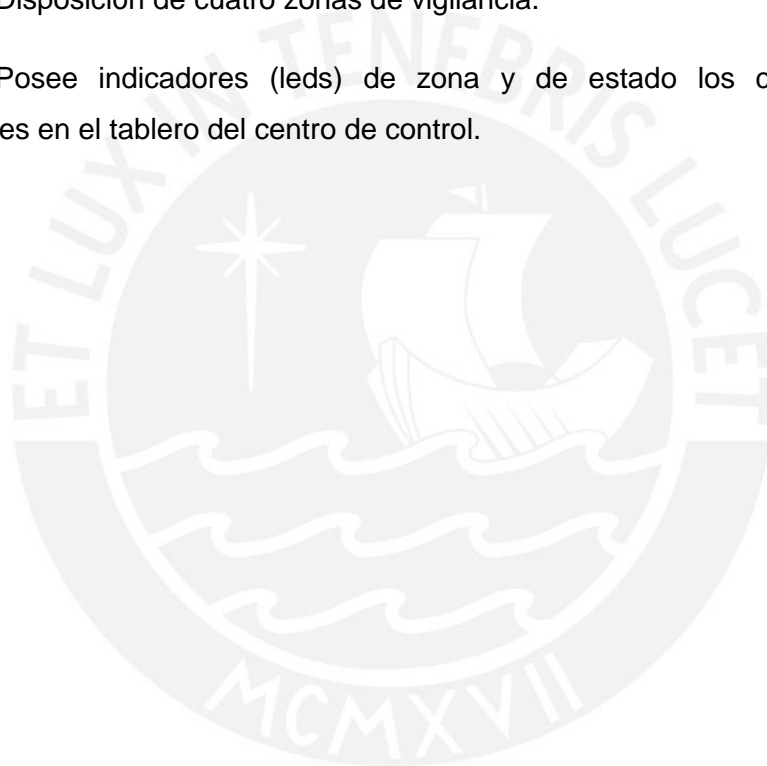 Disposición de cuatro zonas de vigilancia.
Posee indicadores (leds) de zona y de estado los
es en el tablero del centro de control.
ET LUX IN TENEBRIS LUCET
MCMXVII